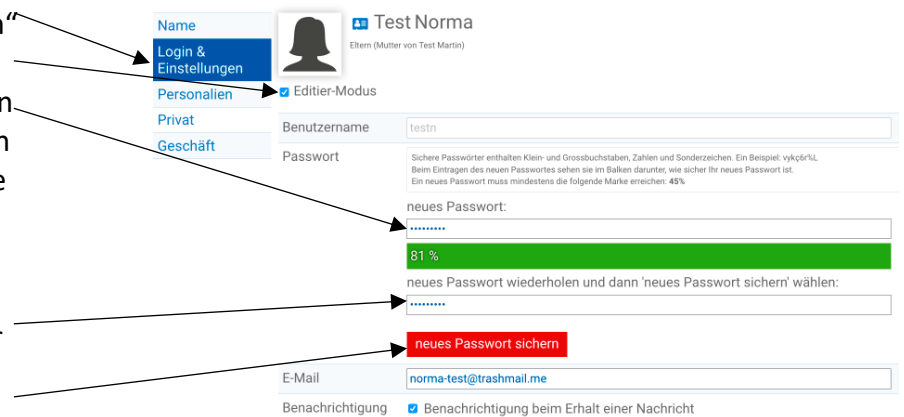 Name
Login &
Einstellungen
Personalien
Privat
Geschäft
Test Norma
Eltern (Mutter von Test Martin)
Editier-Modus
Benutzername
testn
Passwort
Sichere Passwörter enthalten Klein- und Grossbuchstaben, Zahlen und Sonderzeichen. Ein Beispiel: vykç6r%L
Beim Eintragen des neuen Passwortes sehen sie im Balken darunter, wie sicher Ihr neues Passwort ist.
Ein neues Passwort muss mindestens die folgende Marke erreichen: 45%
neues Passwort:
•••••••••
81 %
neues Passwort wiederholen und dann 'neues Passwort sichern' wählen:
•••••••••
neues Passwort sichern
E-Mail
norma-test@trashmail.me
Benachrichtigung
Benachrichtigung beim Erhalt einer Nachricht